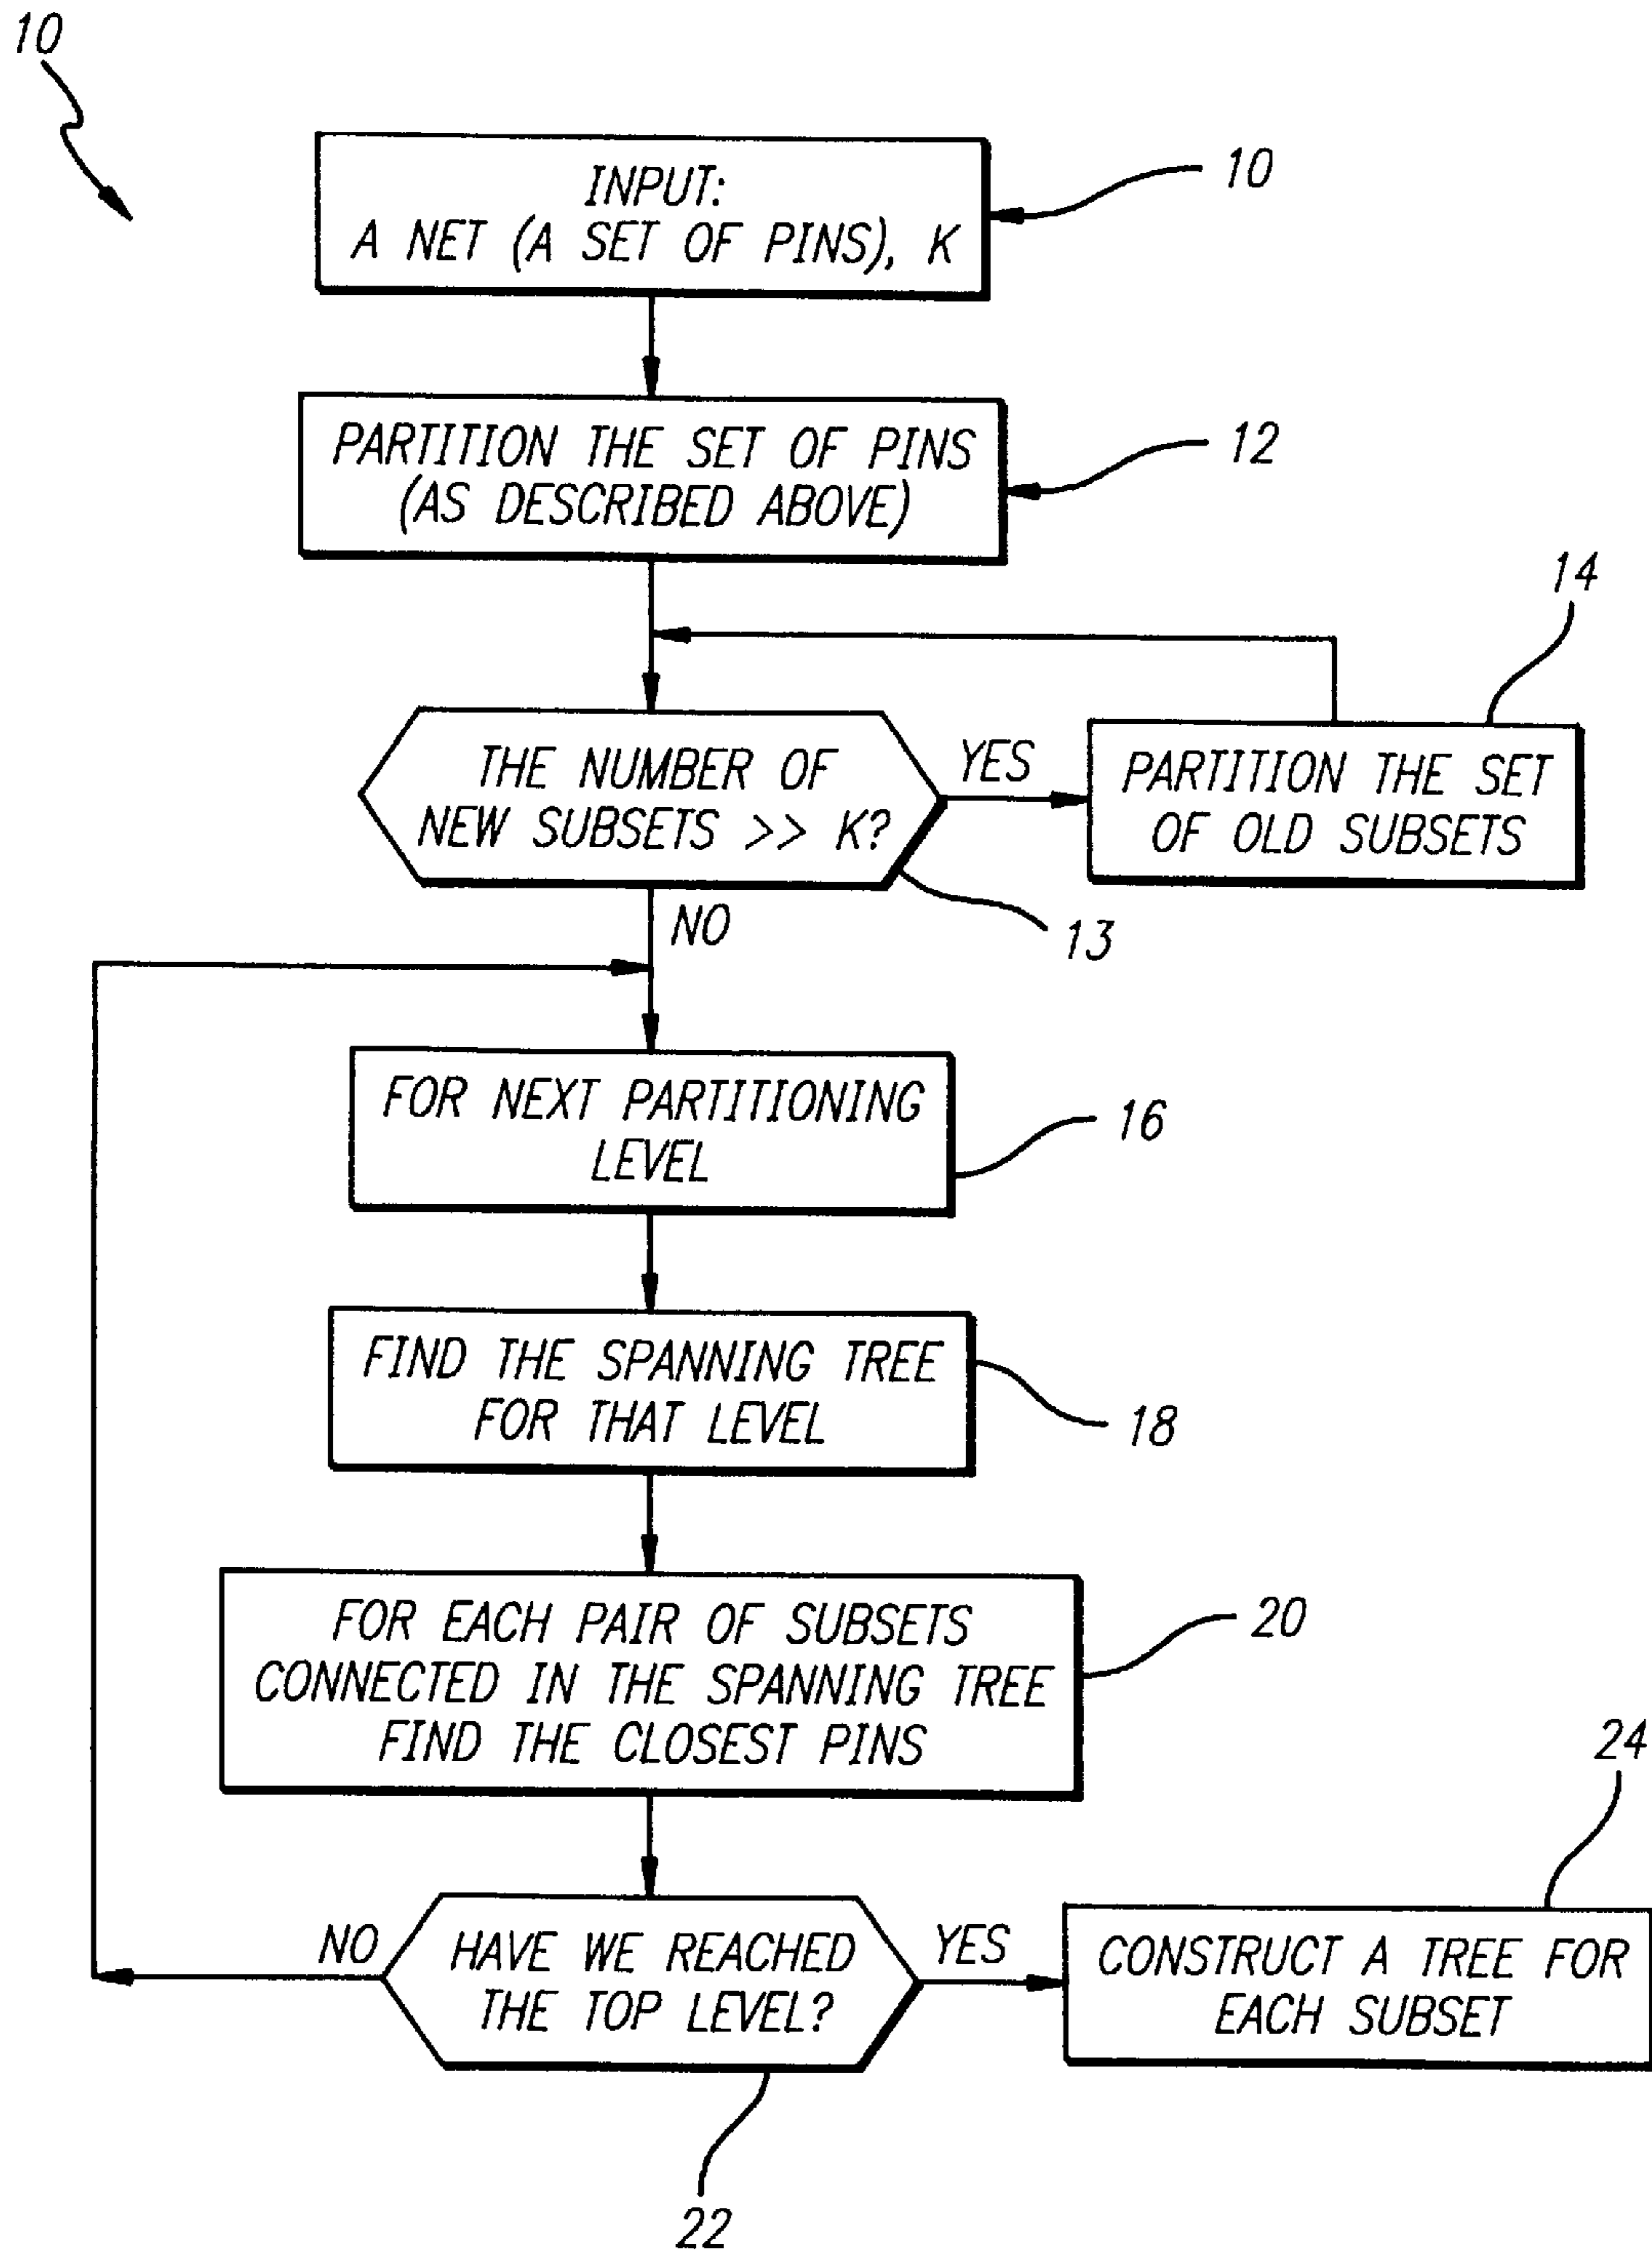 10
INPUT:
A NET (A SET OF PINS), K
10
PARTITION THE SET OF PINS
(AS DESCRIBED ABOVE)
12
14
THE NUMBER OF
NEW SUBSETS >> K?
YES
PARTITION THE SET
OF OLD SUBSETS
NO
13
FOR NEXT PARTITIONING
LEVEL
16
FIND THE SPANNING TREE
FOR THAT LEVEL
18
FOR EACH PAIR OF SUBSETS
CONNECTED IN THE SPANNING TREE
FIND THE CLOSEST PINS
20
24
NO
HAVE WE REACHED
THE TOP LEVEL?
YES
CONSTRUCT A TREE FOR
EACH SUBSET
22